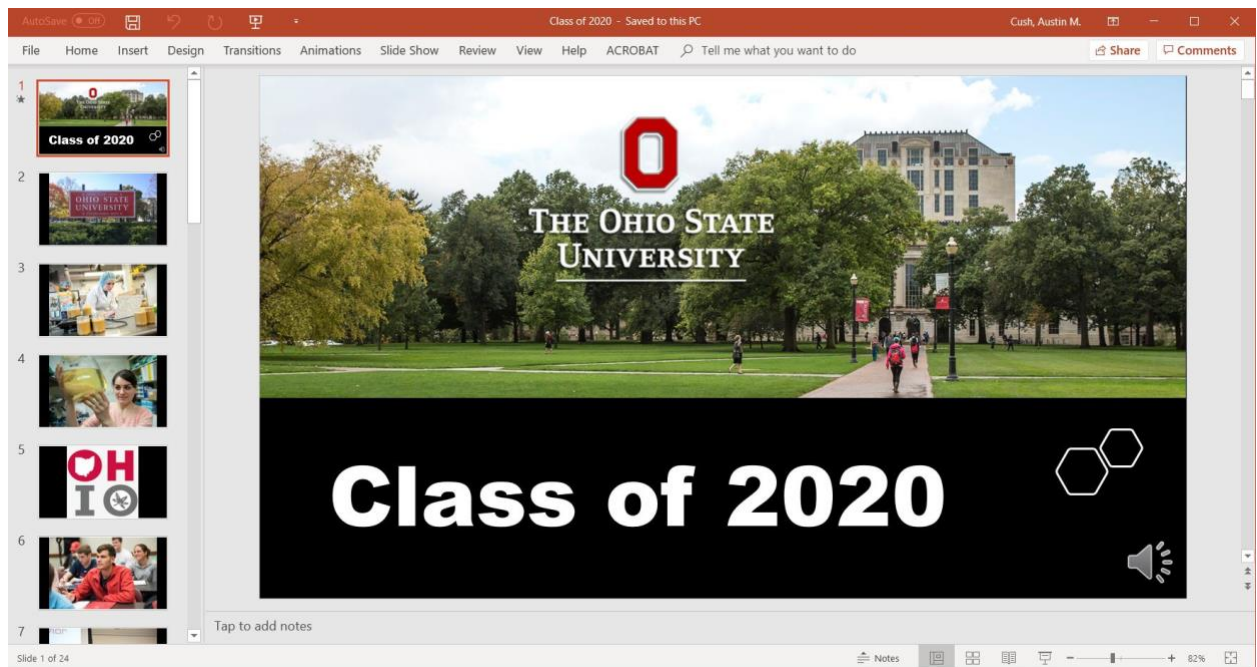 AutoSave Off Class of 2020 - Saved to this PC Cush, Austin M.
File Home Insert Design Transitions Animations Slide Show Review View Help ACROBAT Tell me what you want to do Share Comments
1
Class of 2020
2
OHIO STATE
UNIVERSITY
3
4
5
OH
IO
6
7
THE OHIO STATE
UNIVERSITY
Class of 2020
Tap to add notes
Slide 1 of 24 Notes 82%